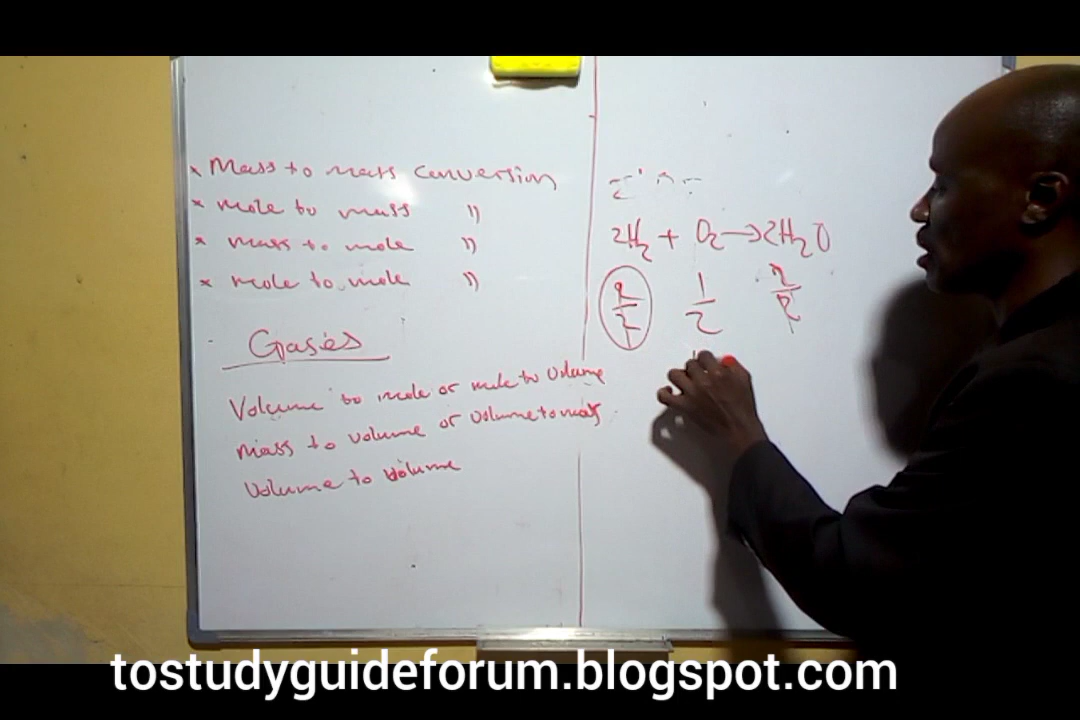 x Mass to mass conversion
x mole to mass "
x mass to mole "
x mole to mole "
Gasies
Volume to mole or mole to volume
mass to volume or volume to mass
volume to volume
2H₂ + O₂ → 2H₂O
2/2 1/2 2/2
tostudyguideforum.blogspot.com